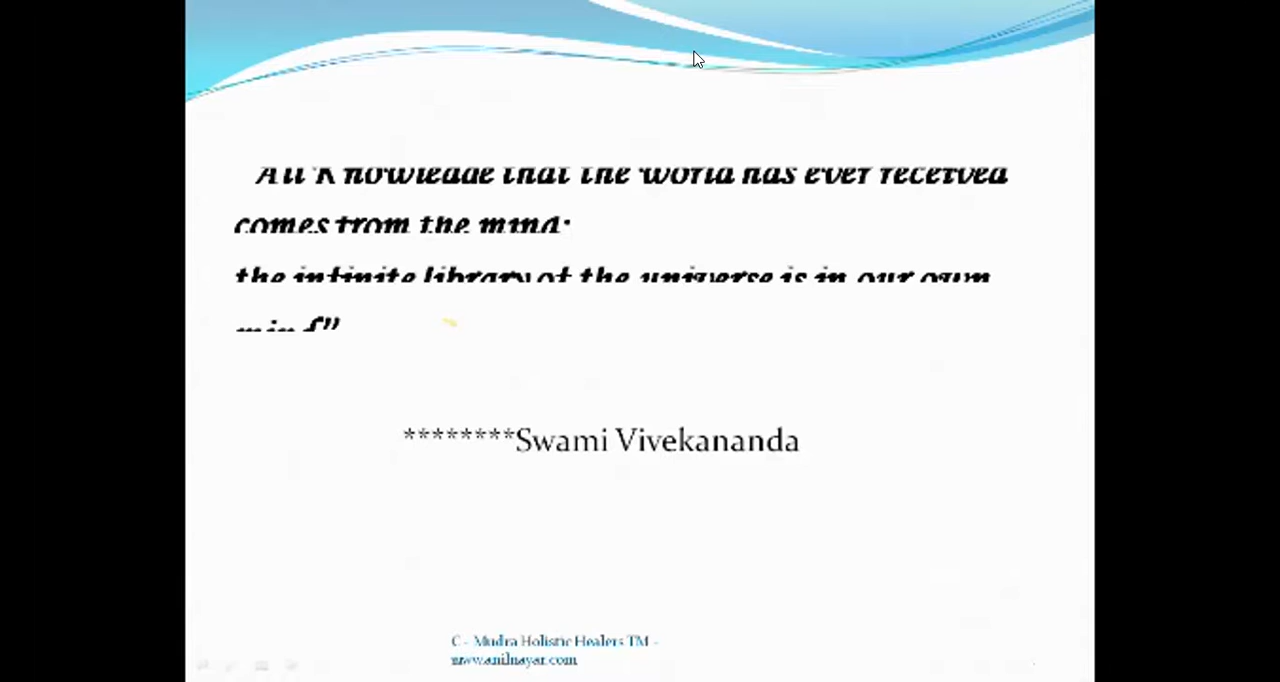 "All Knowledge that the world has ever received
comes from the mind;
the infinite library of the universe is in our own
mind"
********Swami Vivekananda
C - Mudra Holistic Healers TM -
www.anilnayar.com